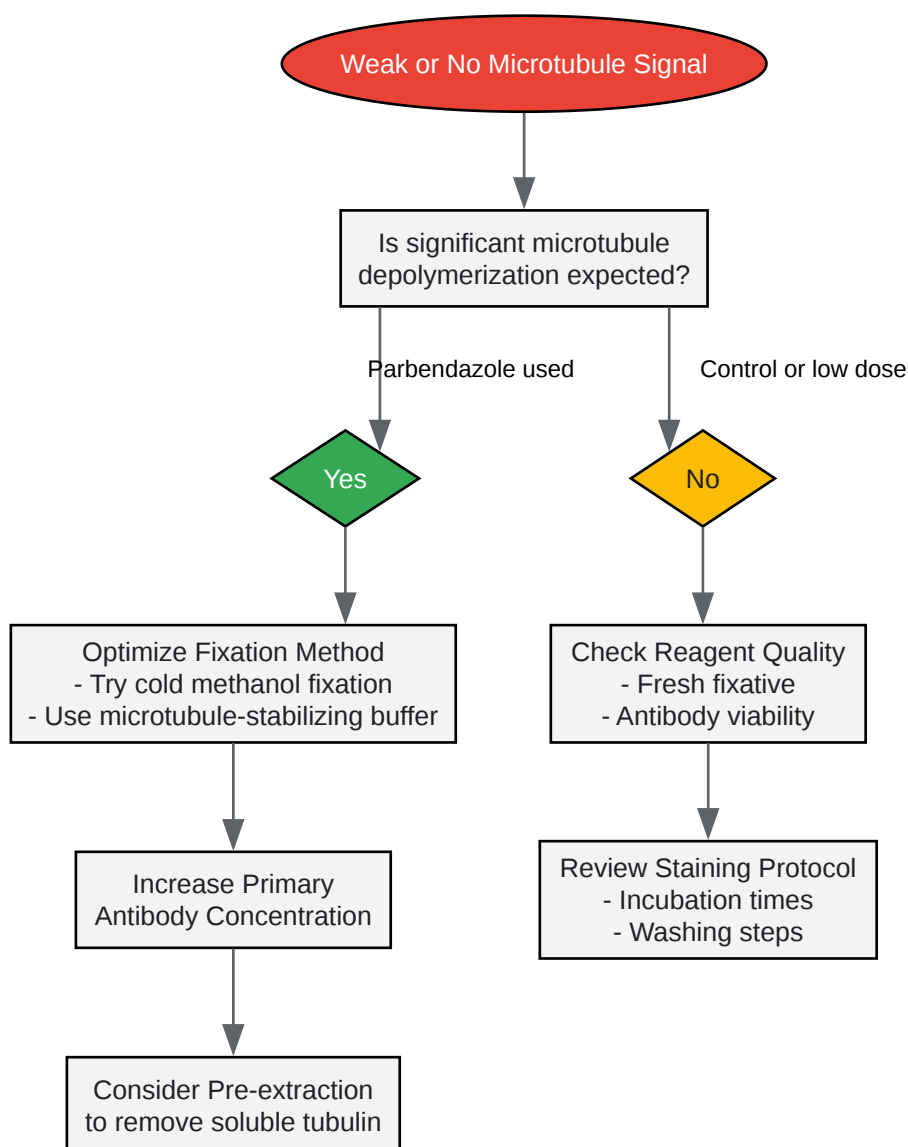 Weak or No Microtubule Signal
Is significant microtubule
depolymerization expected?
Parbendazole used
Control or low dose
Yes
No
Optimize Fixation Method
- Try cold methanol fixation
- Use microtubule-stabilizing buffer
Check Reagent Quality
- Fresh fixative
- Antibody viability
Increase Primary
Antibody Concentration
Review Staining Protocol
- Incubation times
- Washing steps
Consider Pre-extraction
to remove soluble tubulin